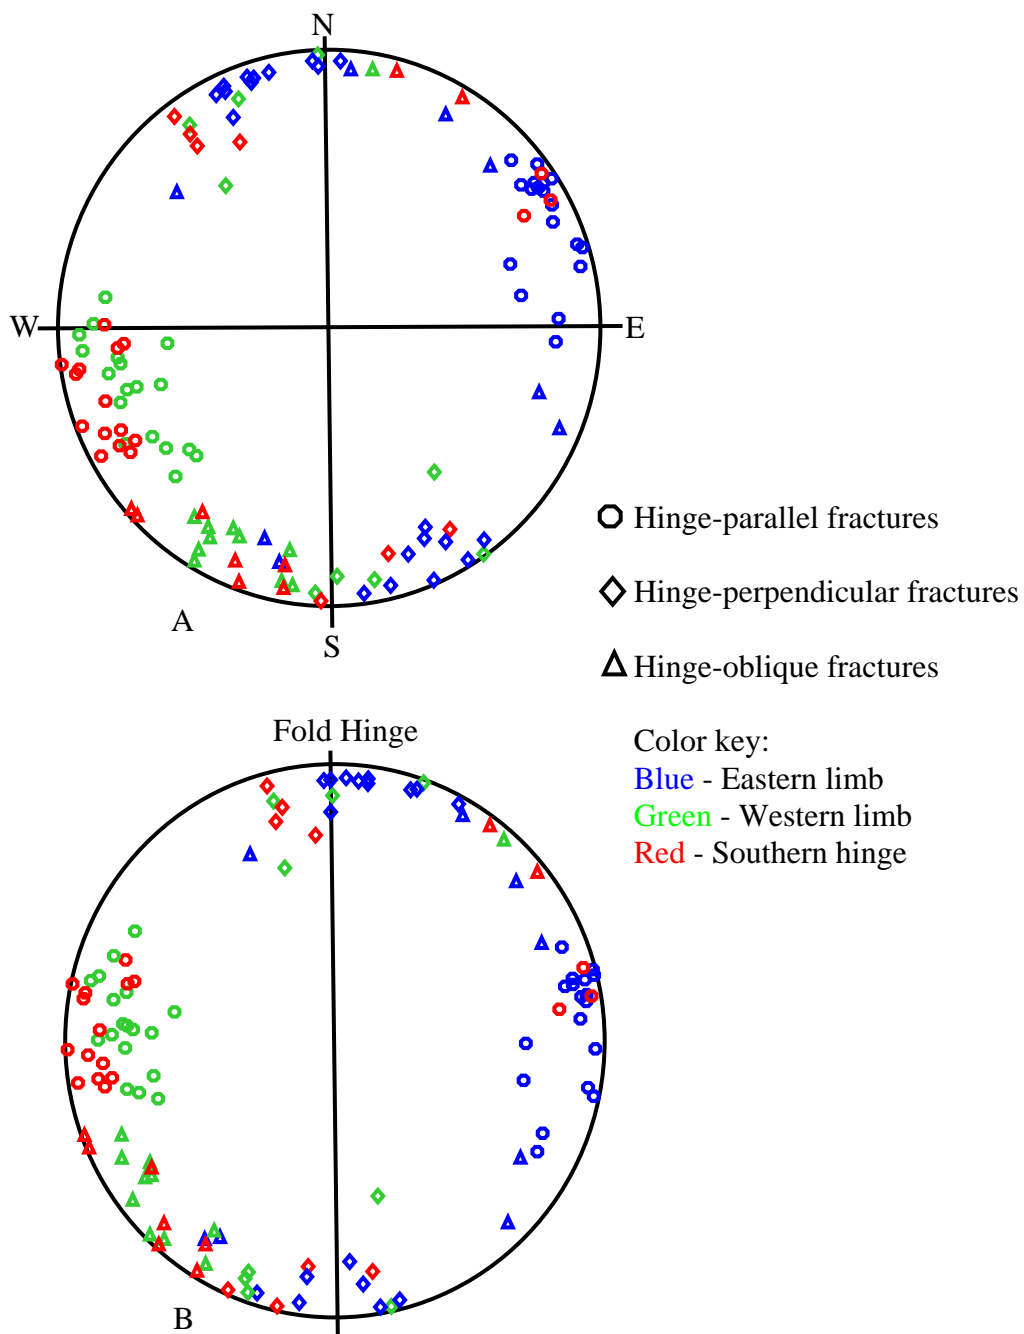 N
W
E
A
S
Hinge-parallel fractures
Hinge-perpendicular fractures
Hinge-oblique fractures
Fold Hinge
Color key:
Blue - Eastern limb
Green - Western limb
Red - Southern hinge
B